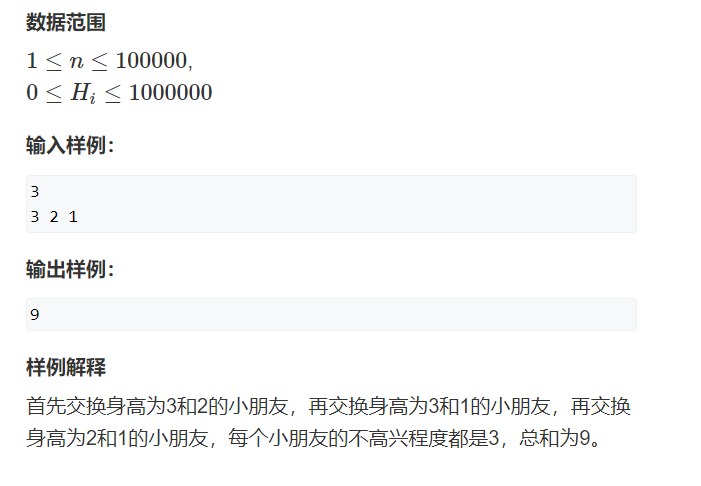 数据范围
1 ≤ n ≤ 100000,
0 ≤ H_i ≤ 1000000
输入样例：
3
3 2 1
输出样例：
9
样例解释
首先交换身高为3和2的小朋友，再交换身高为3和1的小朋友，再交换
身高为2和1的小朋友，每个小朋友的不高兴程度都是3，总和为9。